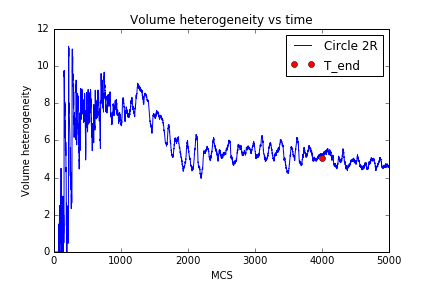 Volume heterogeneity vs time
12
10
8
6
4
2
0
Volume heterogeneity
Circle 2R
T_end
0 1000 2000 3000 4000 5000
MCS